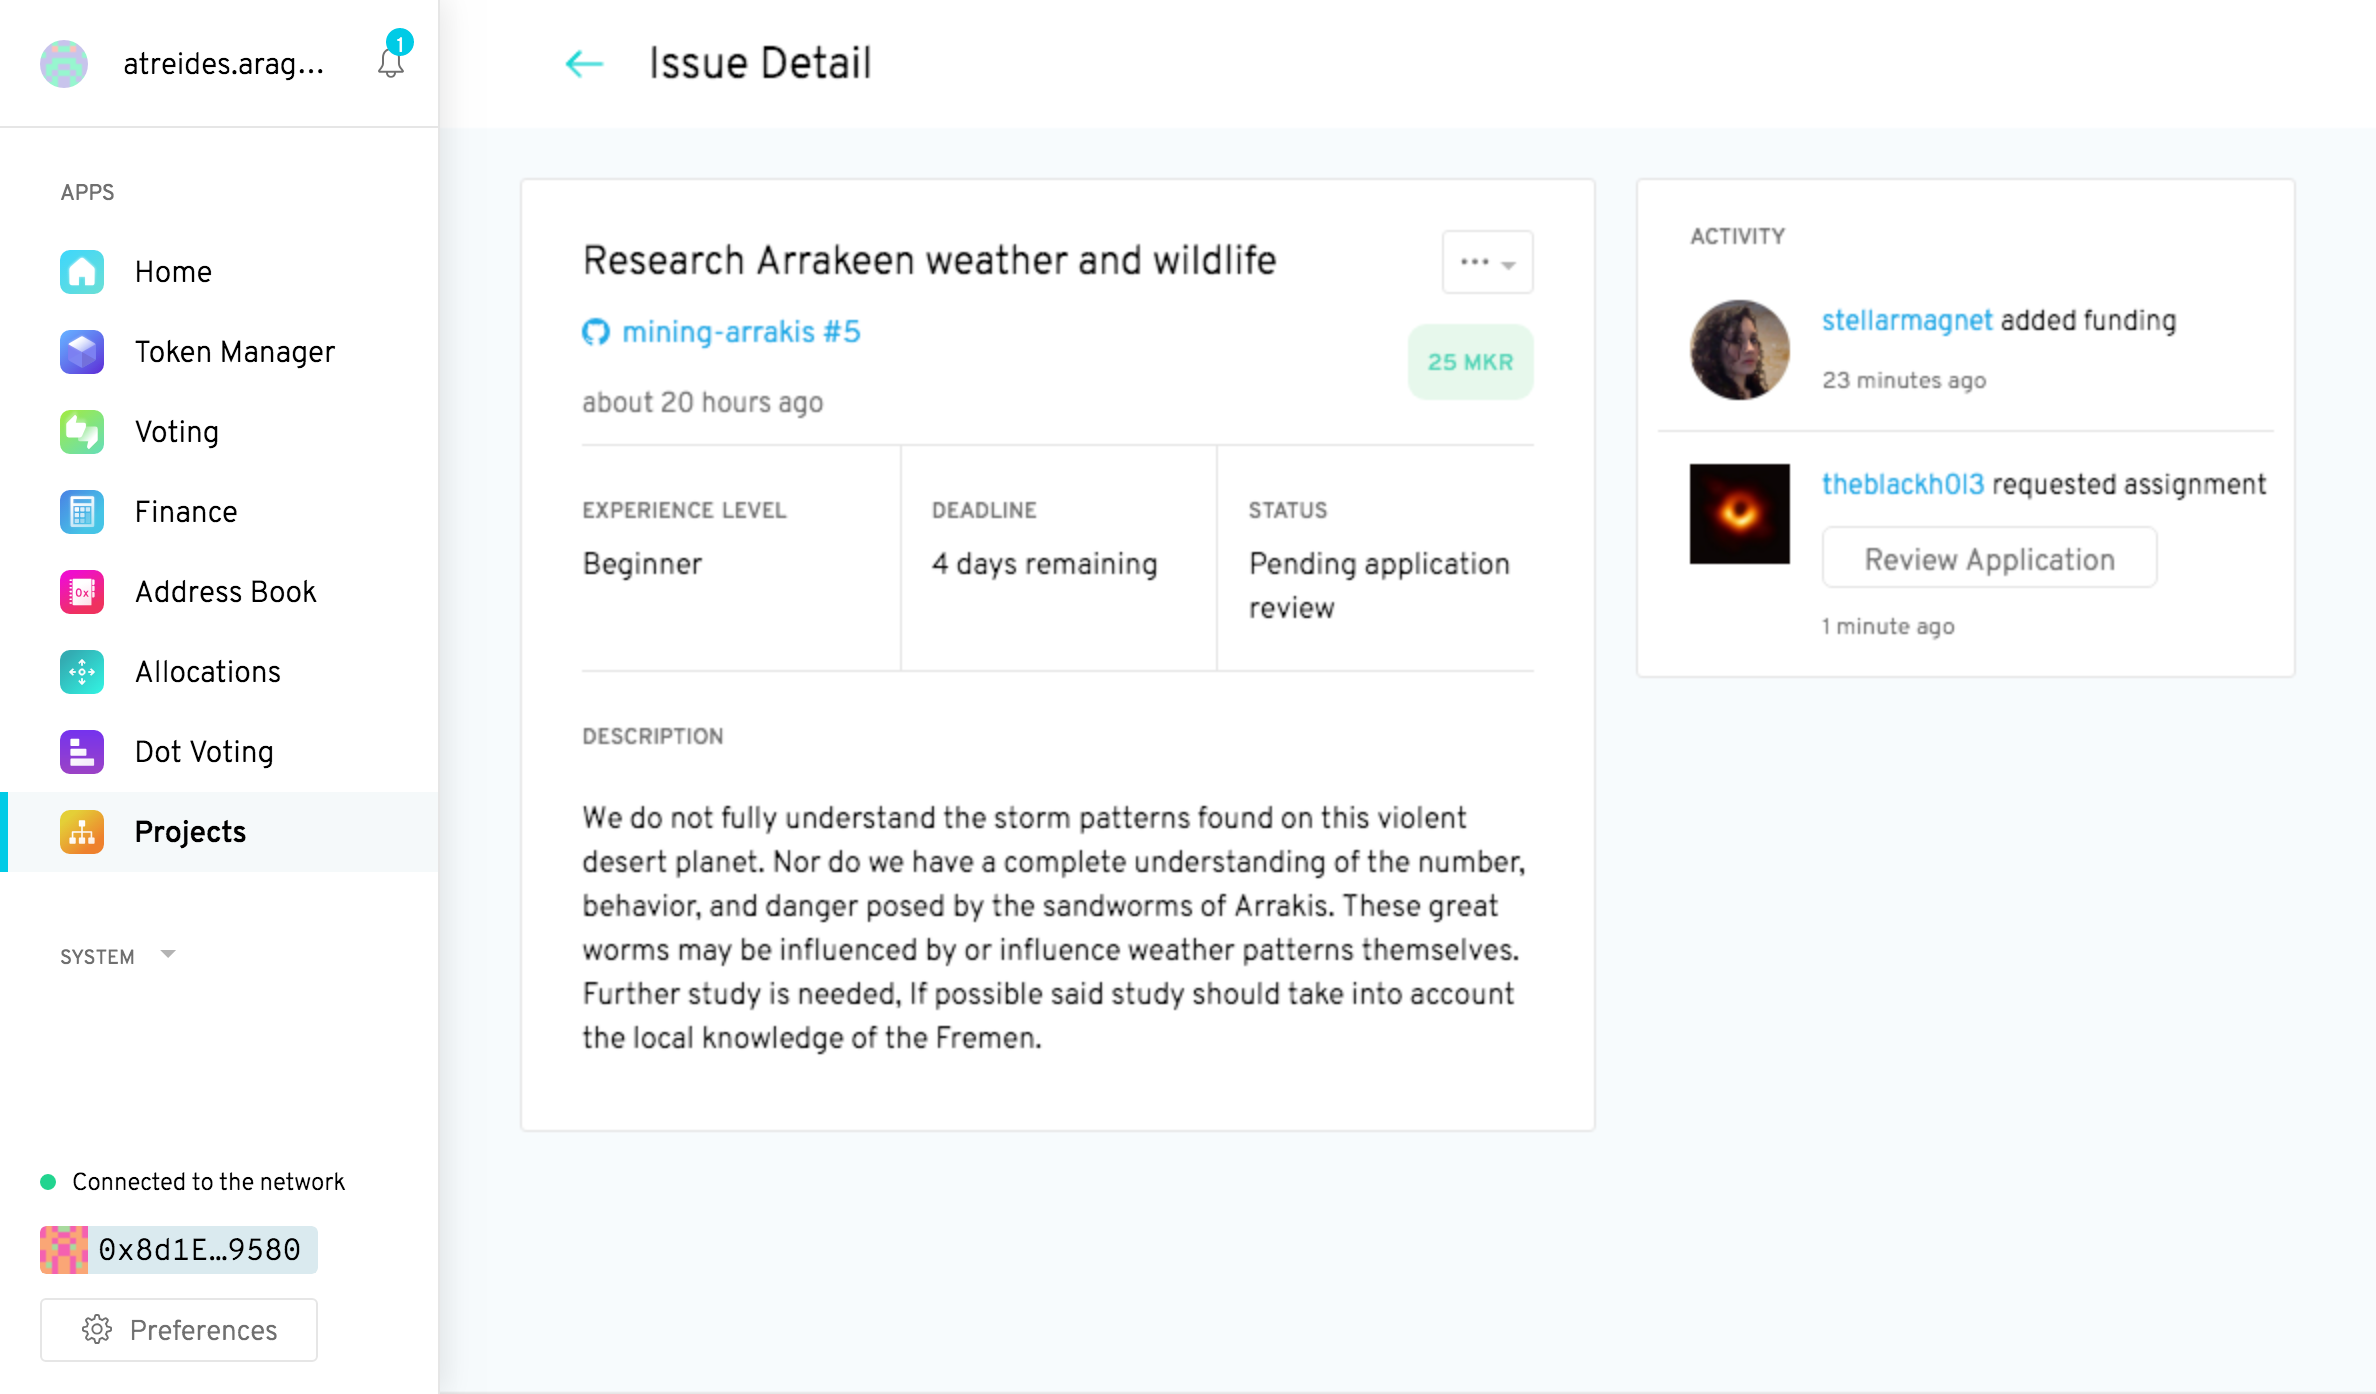 atreides.arag...
1
APPS
Home
Token Manager
Voting
Finance
0x
Address Book
Allocations
Dot Voting
Projects
SYSTEM
Connected to the network
0x8d1E…9580
Preferences
Issue Detail
Research Arrakeen weather and wildlife
mining-arrakis #5
25 MKR
about 20 hours ago
EXPERIENCE LEVEL
Beginner
DEADLINE
4 days remaining
STATUS
Pending application
review
DESCRIPTION
We do not fully understand the storm patterns found on this violent
desert planet. Nor do we have a complete understanding of the number,
behavior, and danger posed by the sandworms of Arrakis. These great
worms may be influenced by or influence weather patterns themselves.
Further study is needed, If possible said study should take into account
the local knowledge of the Fremen.
ACTIVITY
stellarmagnet added funding
23 minutes ago
theblackh0l3 requested assignment
Review Application
1 minute ago